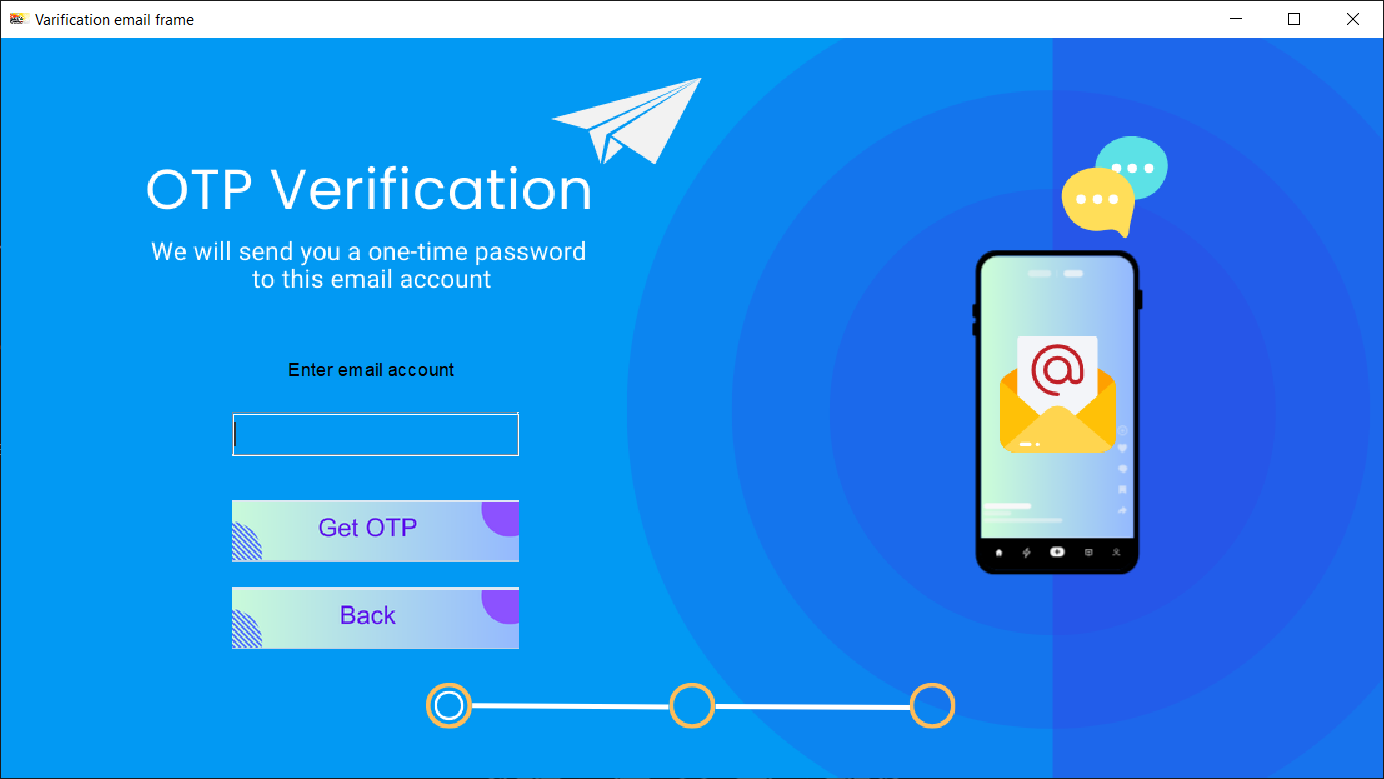 Varification email frame
OTP Verification
We will send you a one-time password
to this email account
Enter email account
Get OTP
Back